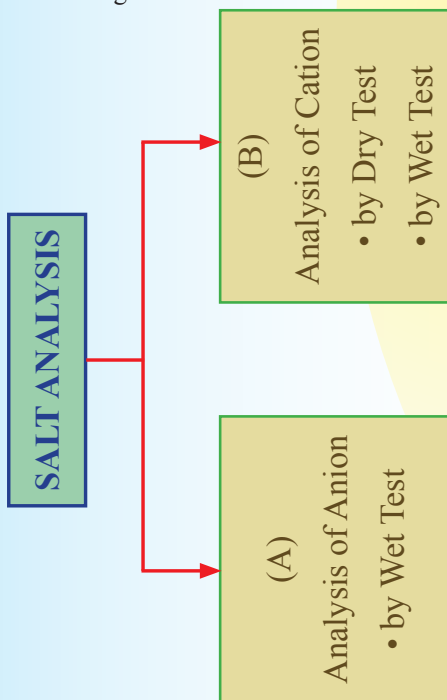 SALT ANALYSIS
(A)
Analysis of Anion
• by Wet Test
(B)
Analysis of Cation
• by Dry Test
• by Wet Test